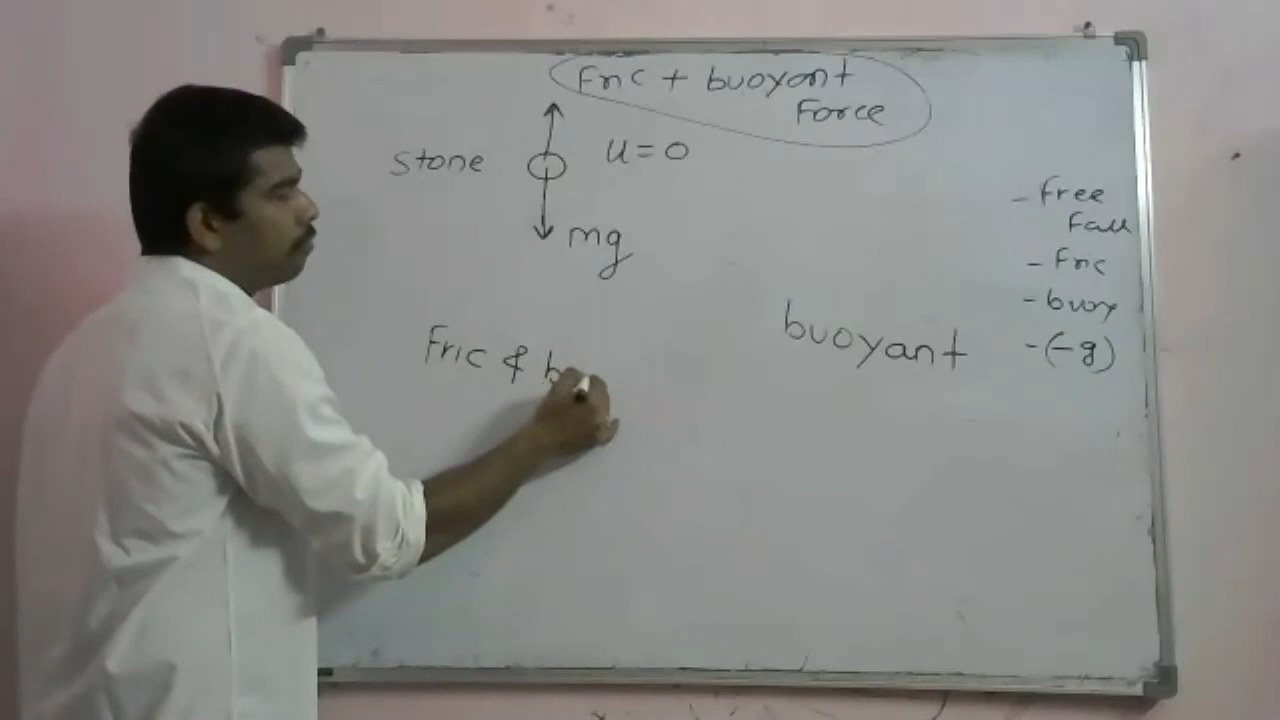 Fric + buoyant
Force
Stone
u = 0
mg
Fric & b
buoyant
- Free
Fall
- Fric
- buoy
- (-g)